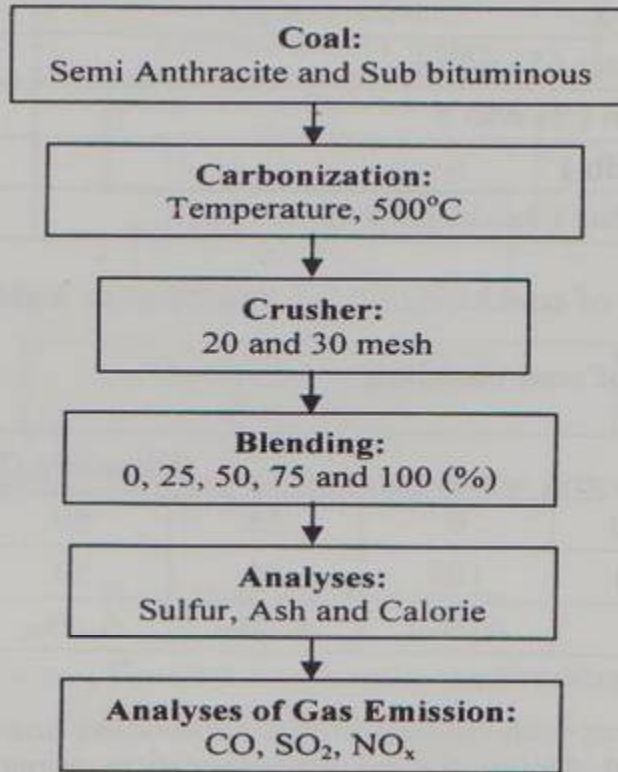 Coal:
Semi Anthracite and Sub bituminous
Carbonization:
Temperature, 500°C
Crusher:
20 and 30 mesh
Blending:
0, 25, 50, 75 and 100 (%)
Analyses:
Sulfur, Ash and Calorie
Analyses of Gas Emission:
CO, SO₂, NOₓ